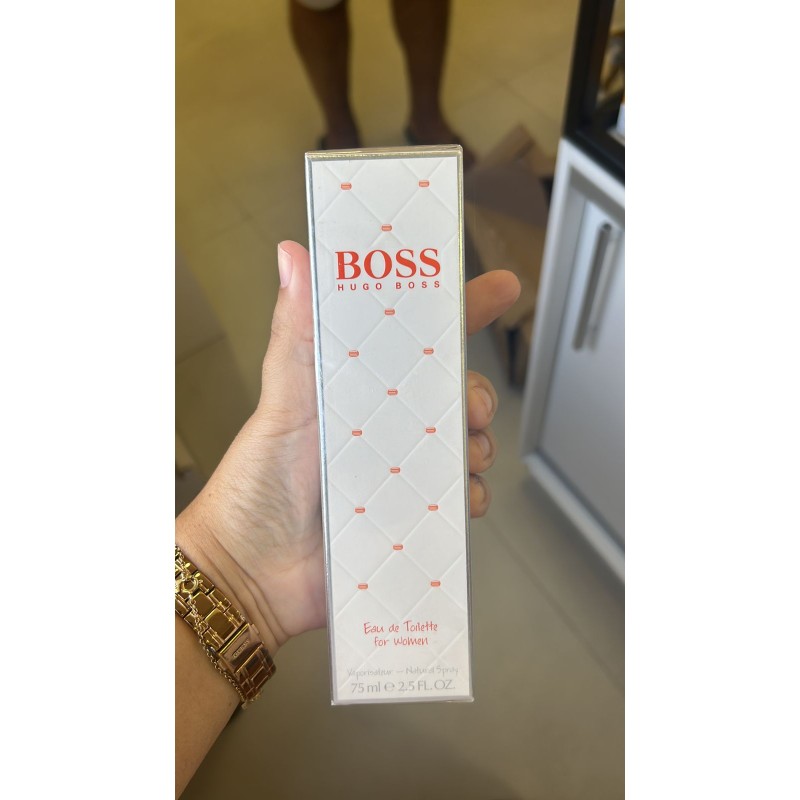 BOSS
HUGO BOSS
Eau de Toilette
for women
Vaporisateur — Natural Spray
75 ml ℮ 2.5 FL.OZ.